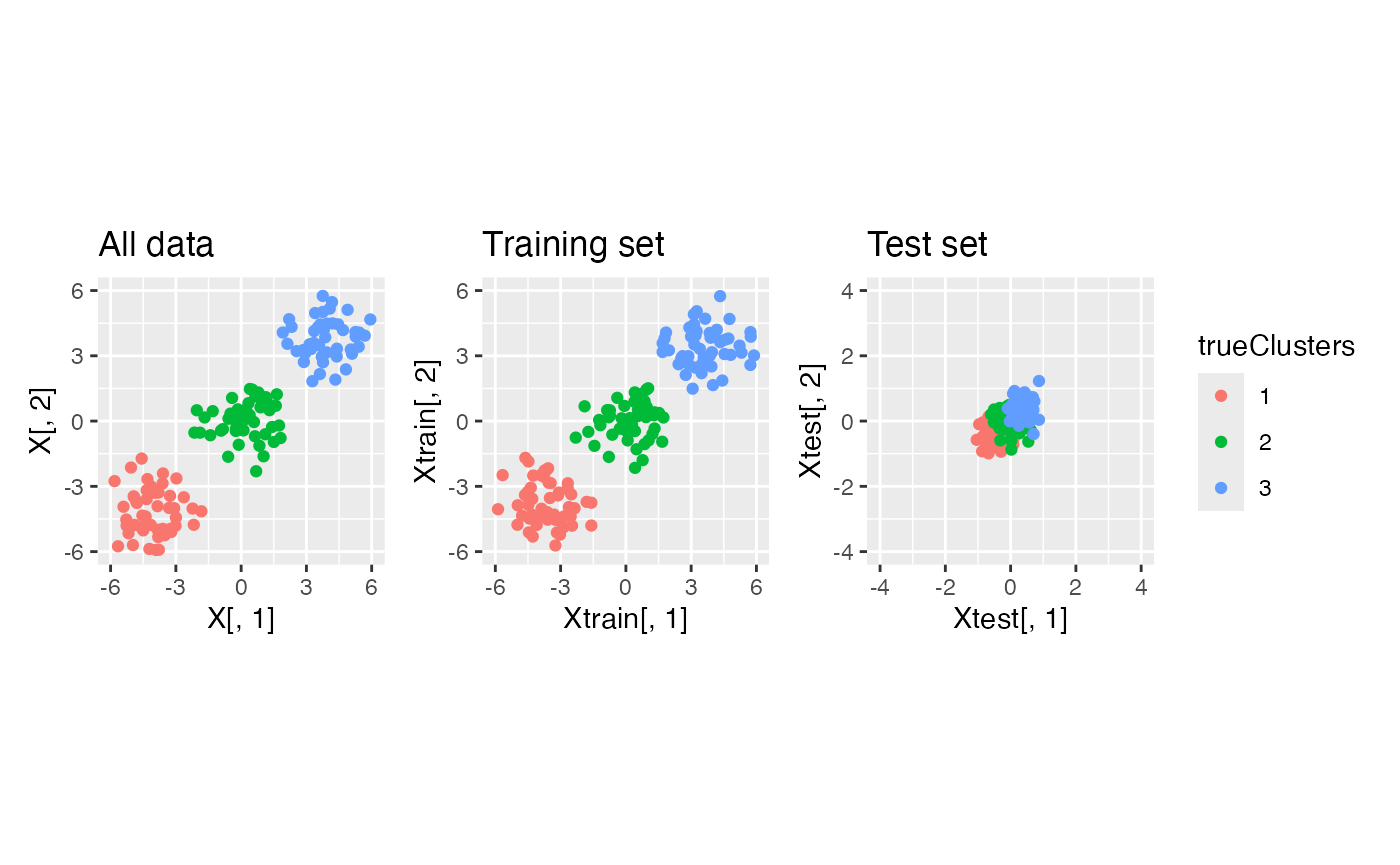 All data
6
3
0
-3
-6
X[, 2]
-6 -3 0 3 6
X[, 1]
Training set
6
3
0
-3
-6
Xtrain[, 2]
-6 -3 0 3 6
Xtrain[, 1]
Test set
4
2
0
-2
-4
Xtest[, 2]
-4 -2 0 2 4
Xtest[, 1]
trueClusters
1
2
3